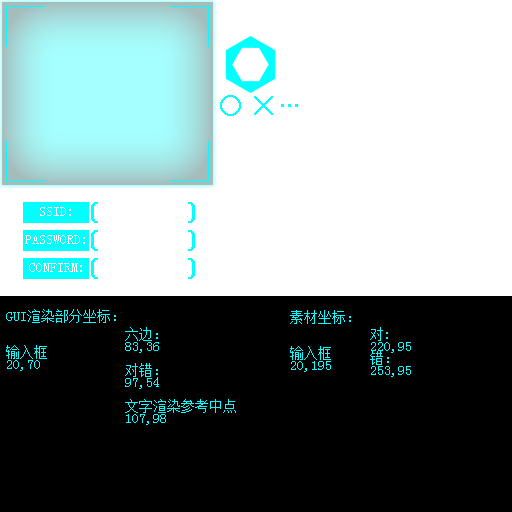 SSID:
PASSWORD:
CONFIRM:
GUI渲染部分坐标:
六边:
83,36
输入框
20,70
对错:
97,54
文字渲染参考中点
107,98
素材坐标:
对:
220,95
输入框
20,195
错:
253,95